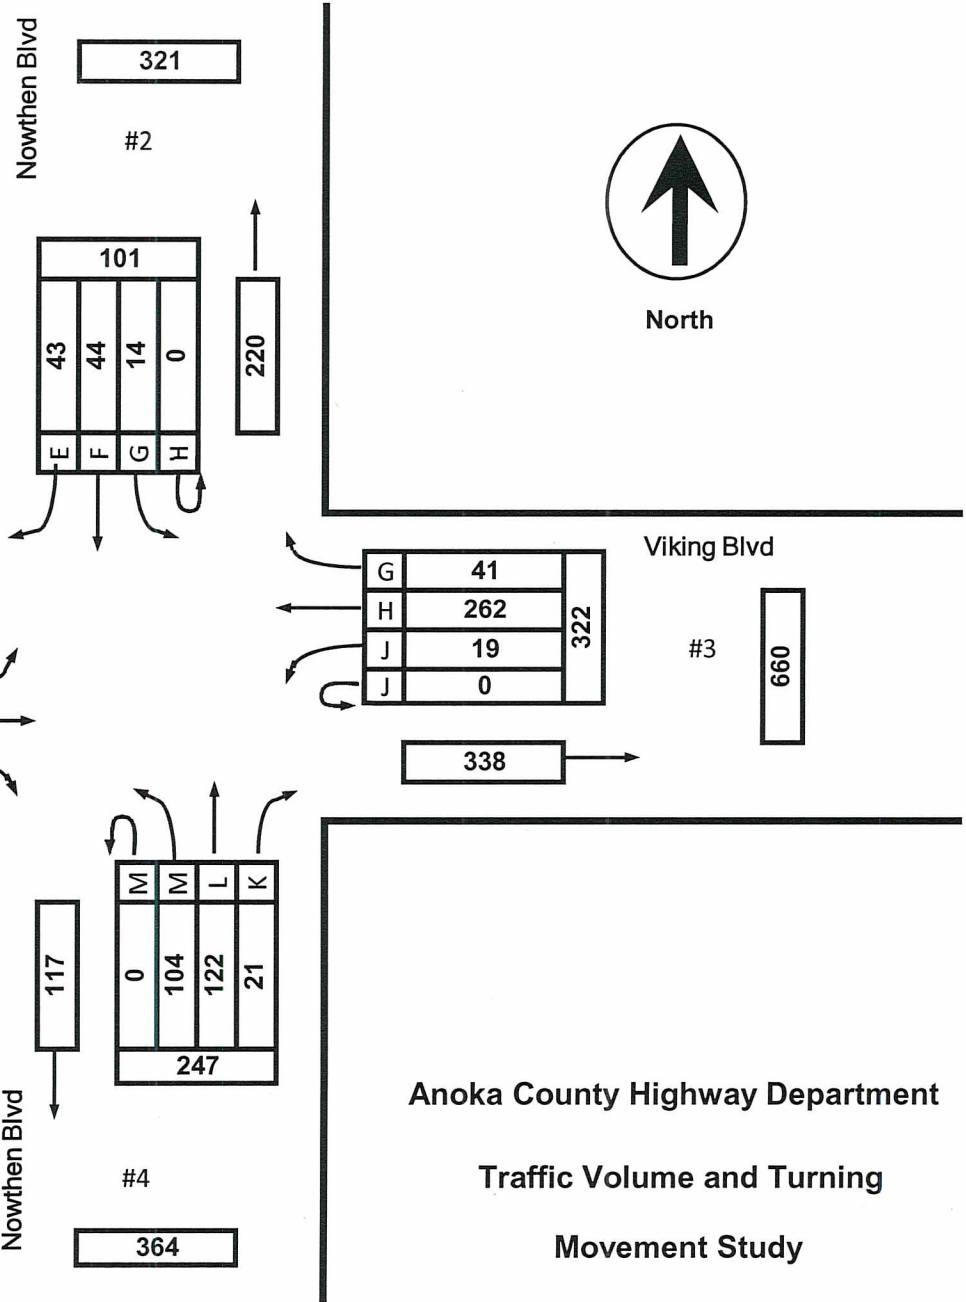 Nowthen Blvd
321
#2
101
43 44 14 0
E F G H
220
North
Viking Blvd
G 41
H 262
J 19
J 0
322
#3
660
338
M M L K
0 104 122 21
247
117
Nowthen Blvd
#4
364
Anoka County Highway Department
Traffic Volume and Turning
Movement Study